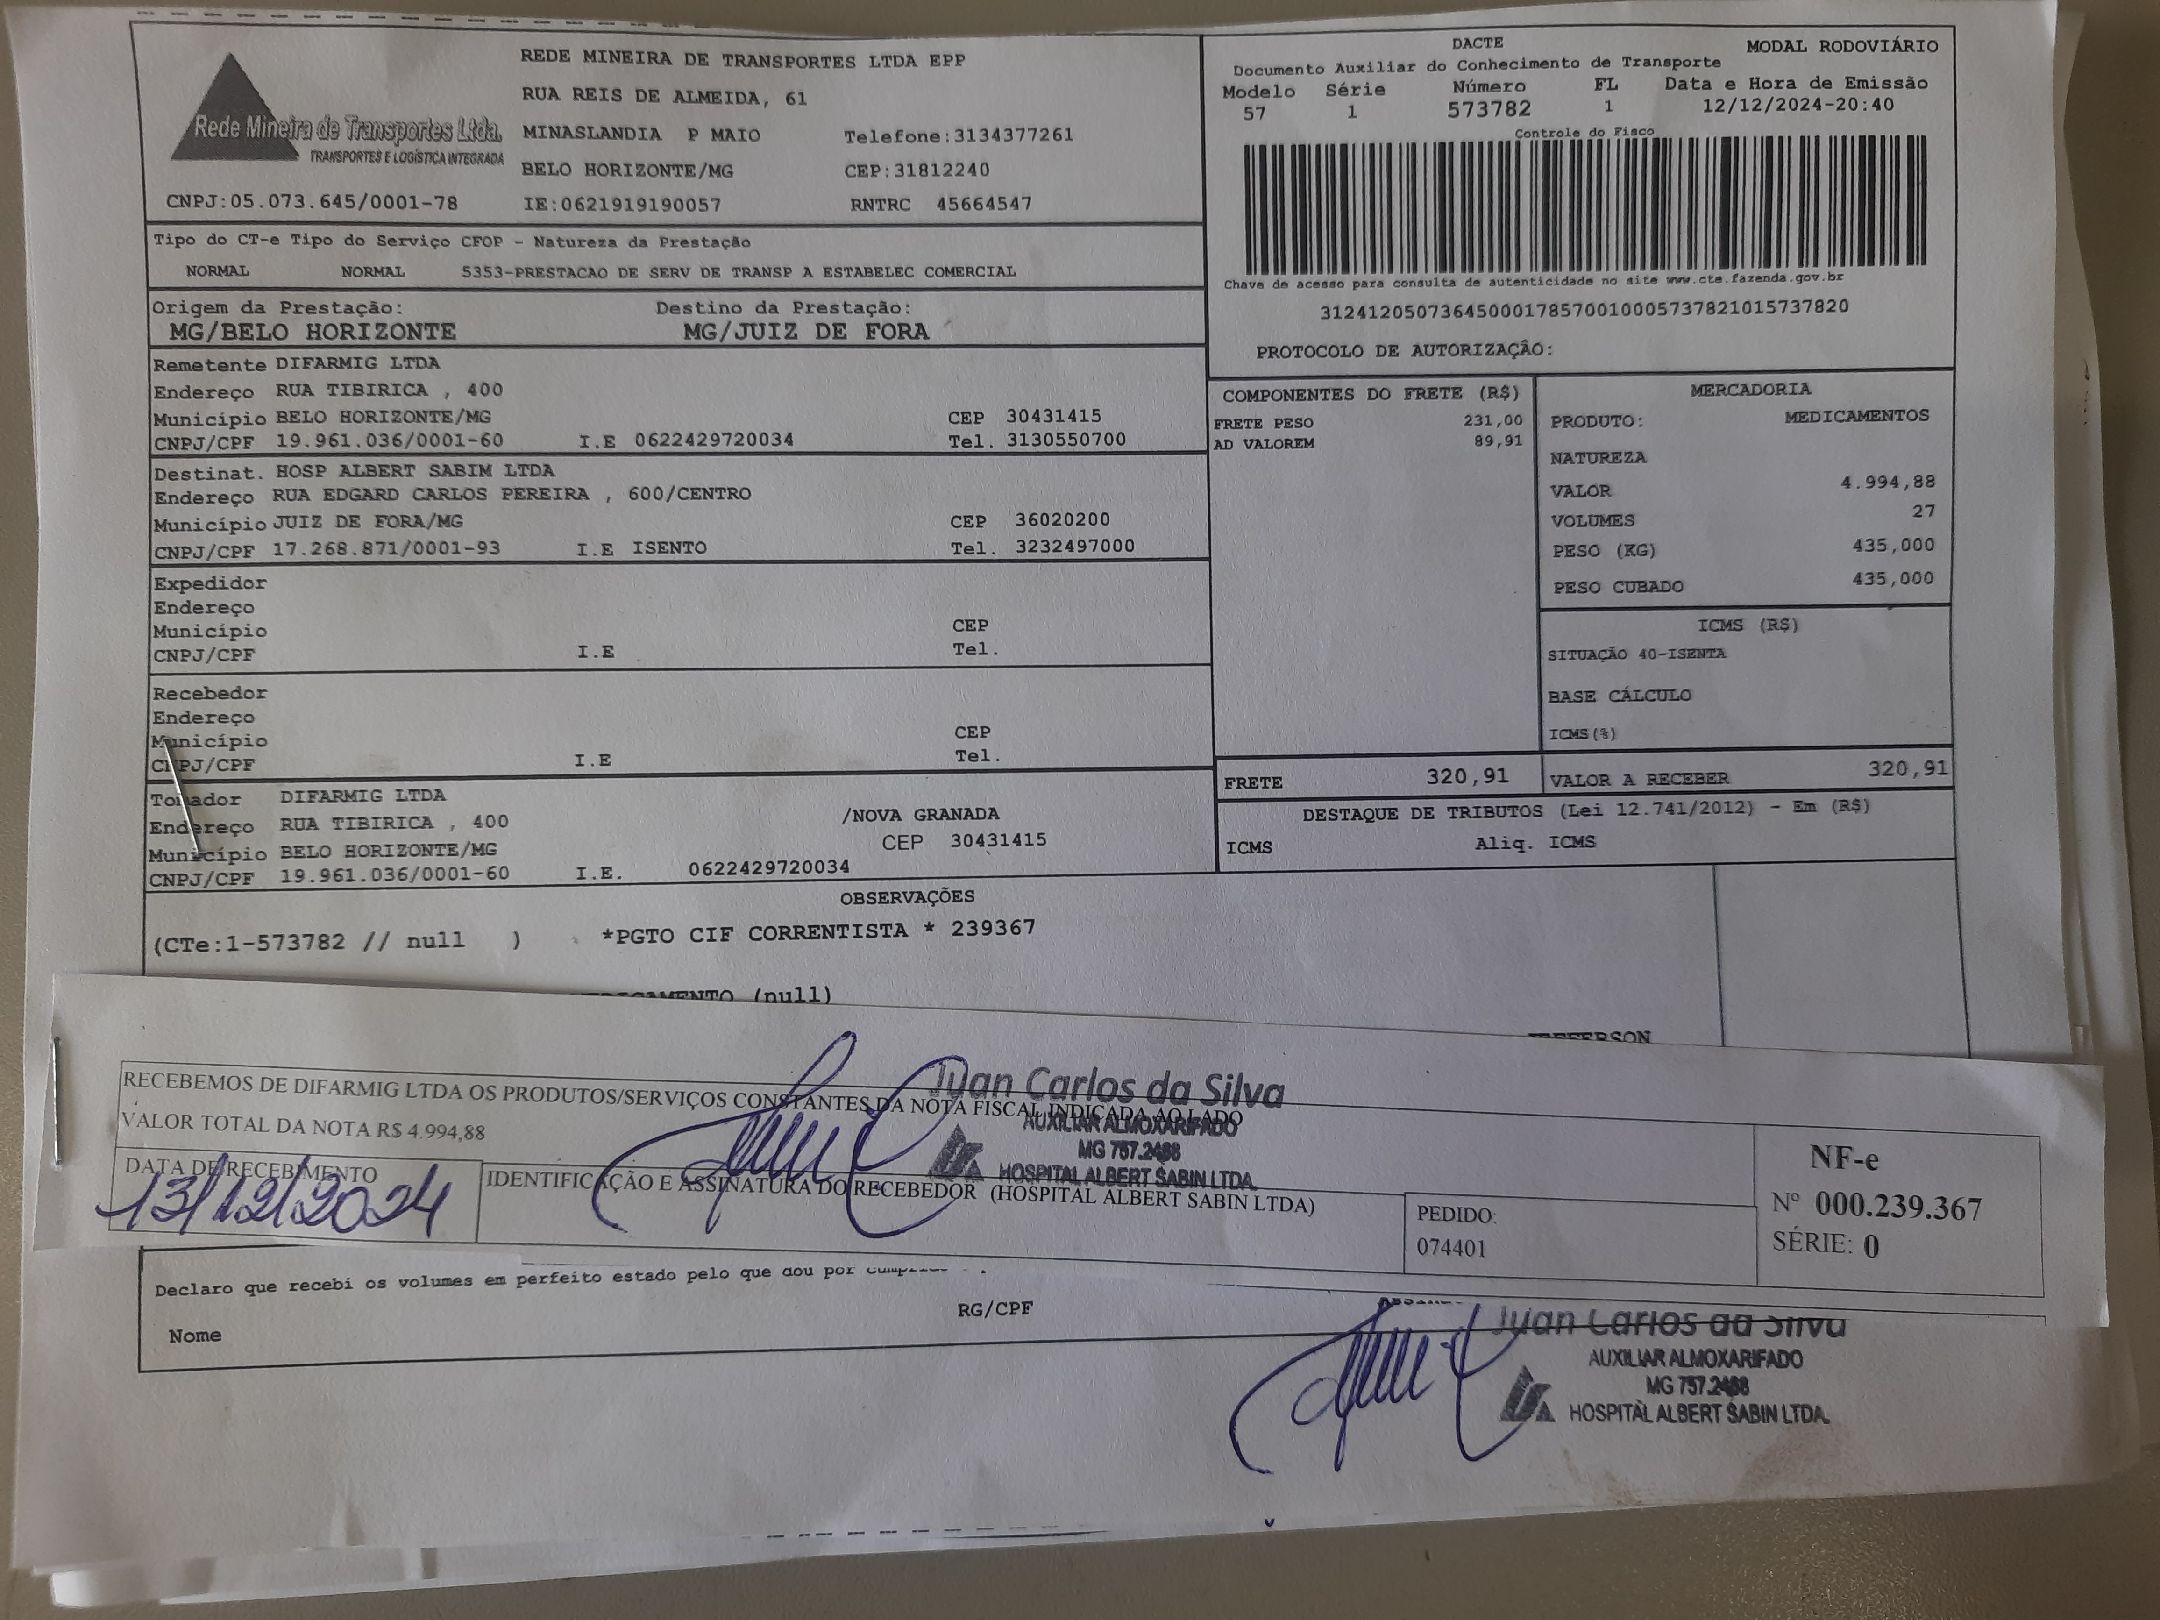 Rede Mineira de Transportes Ltda.
TRANSPORTES E LOGÍSTICA INTEGRADA
CNPJ:05.073.645/0001-78
REDE MINEIRA DE TRANSPORTES LTDA EPP
RUA REIS DE ALMEIDA, 61
MINASLANDIA P MAIO Telefone:3134377261
BELO HORIZONTE/MG CEP:31812240
IE:0621919190057 RNTRC 45664547
DACTE MODAL RODOVIÁRIO
Documento Auxiliar do Conhecimento de Transporte
Modelo Série Número FL Data e Hora de Emissão
57 1 573782 1 12/12/2024-20:40
Controle do Fisco
Chave de acesso para consulta de autenticidade no site www.cte.fazenda.gov.br
31241205073645000178570010005737821015737820
PROTOCOLO DE AUTORIZAÇÃO:
Tipo do CT-e Tipo do Serviço CFOP - Natureza da Prestação
NORMAL NORMAL 5353-PRESTACAO DE SERV DE TRANSP A ESTABELEC COMERCIAL
Origem da Prestação: Destino da Prestação:
MG/BELO HORIZONTE MG/JUIZ DE FORA
Remetente DIFARMIG LTDA
Endereço RUA TIBIRICA , 400
Município BELO HORIZONTE/MG CEP 30431415
CNPJ/CPF 19.961.036/0001-60 I.E 0622429720034 Tel. 3130550700
Destinat. HOSP ALBERT SABIM LTDA
Endereço RUA EDGARD CARLOS PEREIRA , 600/CENTRO
Município JUIZ DE FORA/MG CEP 36020200
CNPJ/CPF 17.268.871/0001-93 I.E ISENTO Tel. 3232497000
Expedidor
Endereço
Município CEP
CNPJ/CPF I.E Tel.
Recebedor
Endereço
Município CEP
CNPJ/CPF I.E Tel.
Tomador DIFARMIG LTDA /NOVA GRANADA
Endereço RUA TIBIRICA , 400 CEP 30431415
Município BELO HORIZONTE/MG
CNPJ/CPF 19.961.036/0001-60 I.E. 0622429720034
COMPONENTES DO FRETE (R$)
FRETE PESO 231,00
AD VALOREM 89,91
MERCADORIA
PRODUTO: MEDICAMENTOS
NATUREZA
VALOR 4.994,88
VOLUMES 27
PESO (KG) 435,000
PESO CUBADO 435,000
ICMS (R$)
SITUAÇÃO 40-ISENTA
BASE CÁLCULO
ICMS(%)
FRETE 320,91 VALOR A RECEBER 320,91
DESTAQUE DE TRIBUTOS (Lei 12.741/2012) - Em (R$)
ICMS Aliq. ICMS
OBSERVAÇÕES
(CTe:1-573782 // null ) *PGTO CIF CORRENTISTA * 239367
(null)
RECEBEMOS DE DIFARMIG LTDA OS PRODUTOS/SERVIÇOS CONSTANTES DA NOTA FISCAL INDICADA AO LADO
VALOR TOTAL DA NOTA R$ 4.994,88
DATA DE RECEBIMENTO
13/12/2024
IDENTIFICAÇÃO E ASSINATURA DO RECEBEDOR (HOSPITAL ALBERT SABIN LTDA)
Juan Carlos da Silva
AUXILIAR ALMOXARIFADO
MG 757.2488
HOSPITAL ALBERT SABIN LTDA.
PEDIDO:
074401
NF-e
Nº 000.239.367
SÉRIE: 0
Declaro que recebi os volumes em perfeito estado pelo que dou por
RG/CPF
Nome
Juan Carlos da Silva
AUXILIAR ALMOXARIFADO
MG 757.2488
HOSPITAL ALBERT SABIN LTDA.